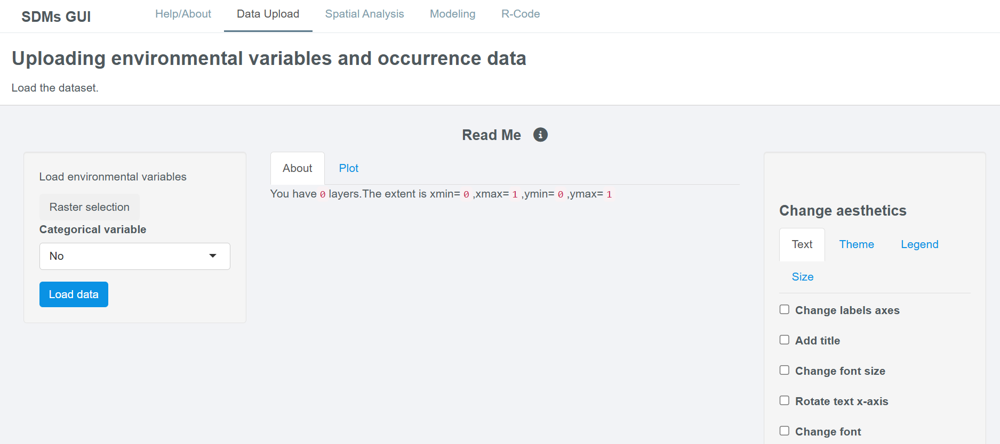 SDMs GUI
Help/About
Data Upload
Spatial Analysis
Modeling
R-Code
Uploading environmental variables and occurrence data
Load the dataset.
Read Me
Load environmental variables
Raster selection
Categorical variable
No
Load data
About
Plot
You have 0 layers.The extent is xmin= 0 ,xmax= 1 ,ymin= 0 ,ymax= 1
Change aesthetics
Text
Theme
Legend
Size
Change labels axes
Add title
Change font size
Rotate text x-axis
Change font